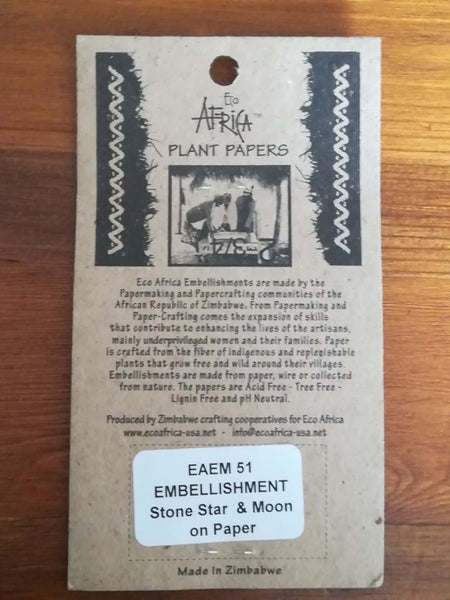 Eco
AFRICA™
PLANT PAPERS
Eco Africa Embellishments are made by the
Papermaking and Papercrafting communities of the
African Republic of Zimbabwe. From Papermaking and
Paper-Crafting comes the expansion of skills
that contribute to enhancing the lives of the artisans,
mainly underprivileged women and their families. Paper
is crafted from the fiber of indigenous and replenishable
plants that grow free and wild around their villages.
Embellishments are made from paper, wire or collected
from nature. The papers are Acid Free - Tree Free -
Lignin Free and pH Neutral.
Produced by Zimbabwe crafting cooperatives for Eco Africa
www.ecoafrica-usa.net - info@ecoafrica-usa.net
EAEM 51
EMBELLISHMENT
Stone Star & Moon
on Paper
Made In Zimbabwe